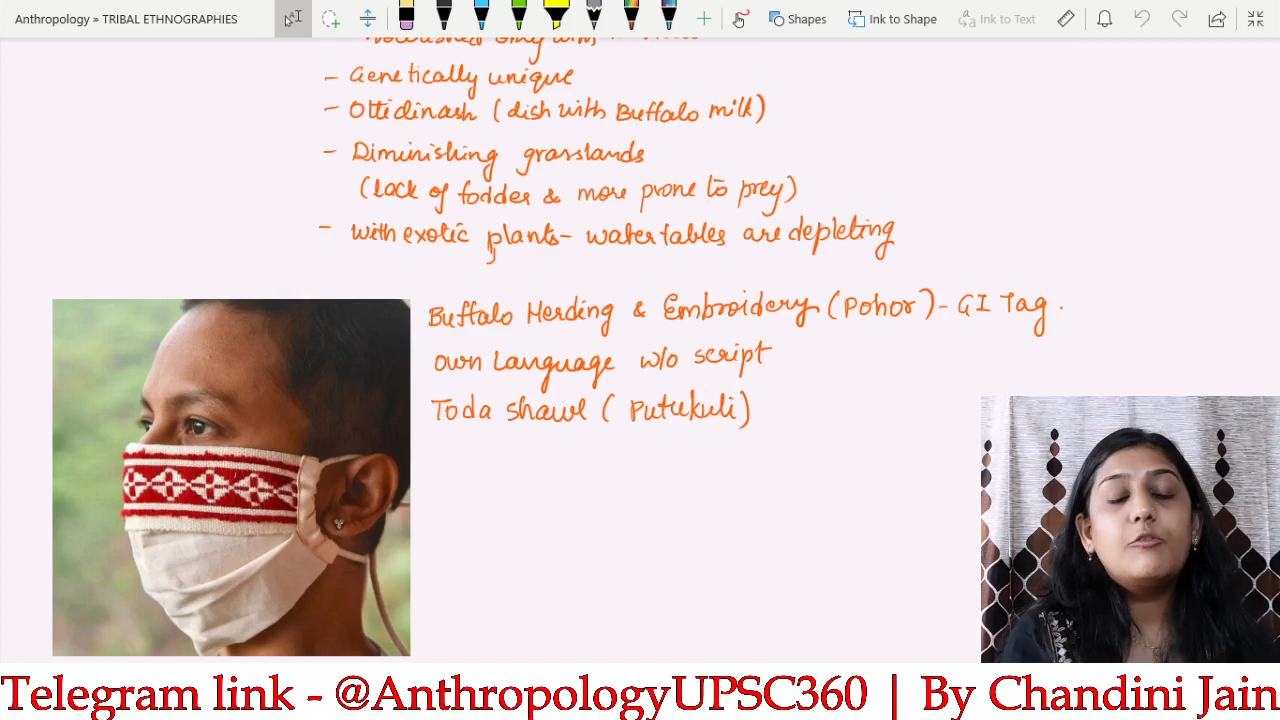 Anthropology » TRIBAL ETHNOGRAPHIES
Shapes
Ink to Shape
Ink to Text
- Genetically unique
- Ottidinash (dish with Buffalo milk)
- Diminishing grasslands
(lack of fodder & more prone to prey)
- with exotic plants- water tables are depleting
Buffalo Herding & Embroidery (Pohor) - GI Tag.
own Language w/o script
Toda shawl (Putukuli)
Telegram link - @AnthropologyUPSC360 | By Chandini Jain